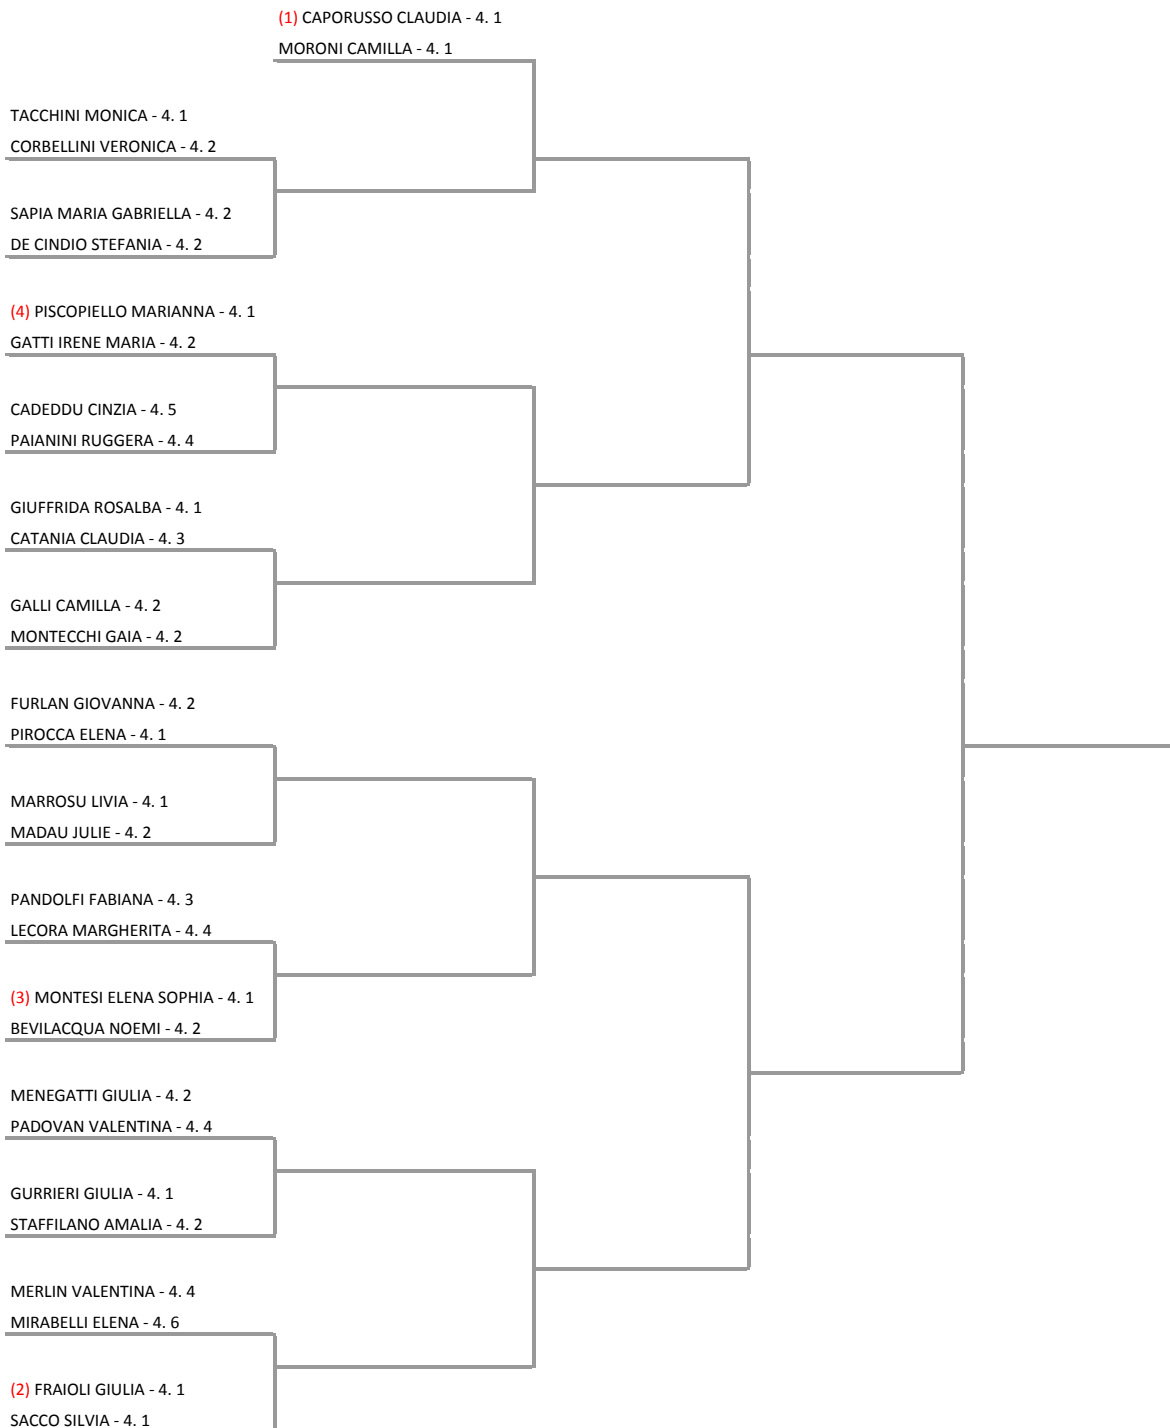 (1) CAPORUSSO CLAUDIA - 4. 1
MORONI CAMILLA - 4. 1
TACCHINI MONICA - 4. 1
CORBELLINI VERONICA - 4. 2
SAPIA MARIA GABRIELLA - 4. 2
DE CINDIO STEFANIA - 4. 2
(4) PISCOPIELLO MARIANNA - 4. 1
GATTI IRENE MARIA - 4. 2
CADEDDU CINZIA - 4. 5
PAIANINI RUGGERA - 4. 4
GIUFFRIDA ROSALBA - 4. 1
CATANIA CLAUDIA - 4. 3
GALLI CAMILLA - 4. 2
MONTECCHI GAIA - 4. 2
FURLAN GIOVANNA - 4. 2
PIROCCA ELENA - 4. 1
MARROSU LIVIA - 4. 1
MADAU JULIE - 4. 2
PANDOLFI FABIANA - 4. 3
LECORA MARGHERITA - 4. 4
(3) MONTESI ELENA SOPHIA - 4. 1
BEVILACQUA NOEMI - 4. 2
MENEGATTI GIULIA - 4. 2
PADOVAN VALENTINA - 4. 4
GURRIERI GIULIA - 4. 1
STAFFILANO AMALIA - 4. 2
MERLIN VALENTINA - 4. 4
MIRABELLI ELENA - 4. 6
(2) FRAIOLI GIULIA - 4. 1
SACCO SILVIA - 4. 1